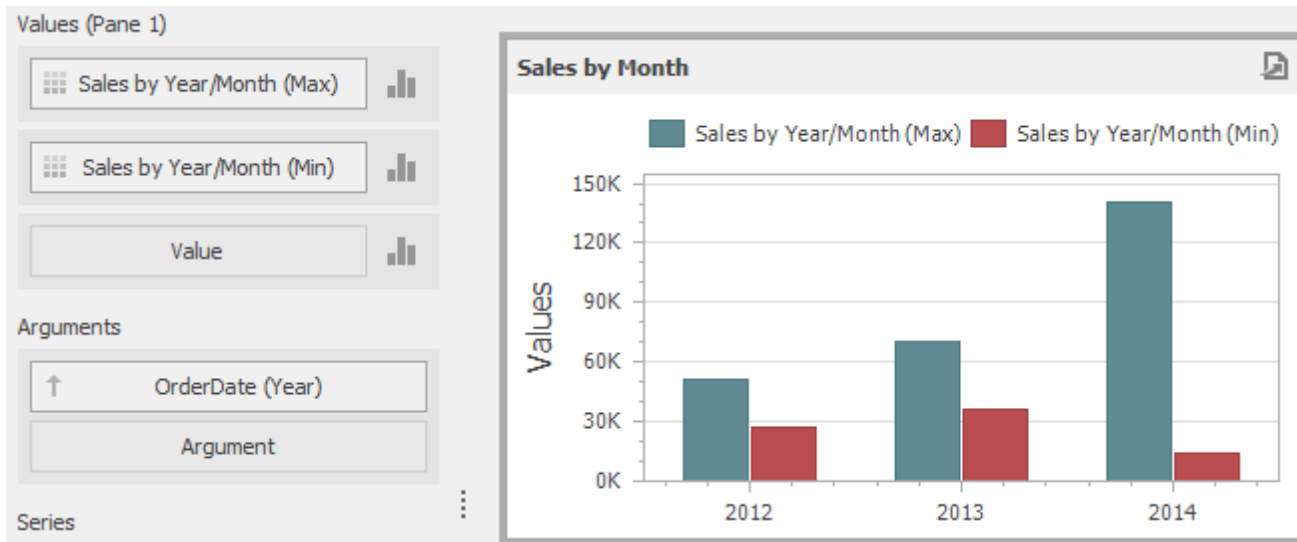 Values (Pane 1)
Sales by Year/Month (Max)
Sales by Year/Month (Min)
Value
Arguments
OrderDate (Year)
Argument
Series
Sales by Month
Sales by Year/Month (Max) Sales by Year/Month (Min)
Values
150K
120K
90K
60K
30K
0K
2012 2013 2014